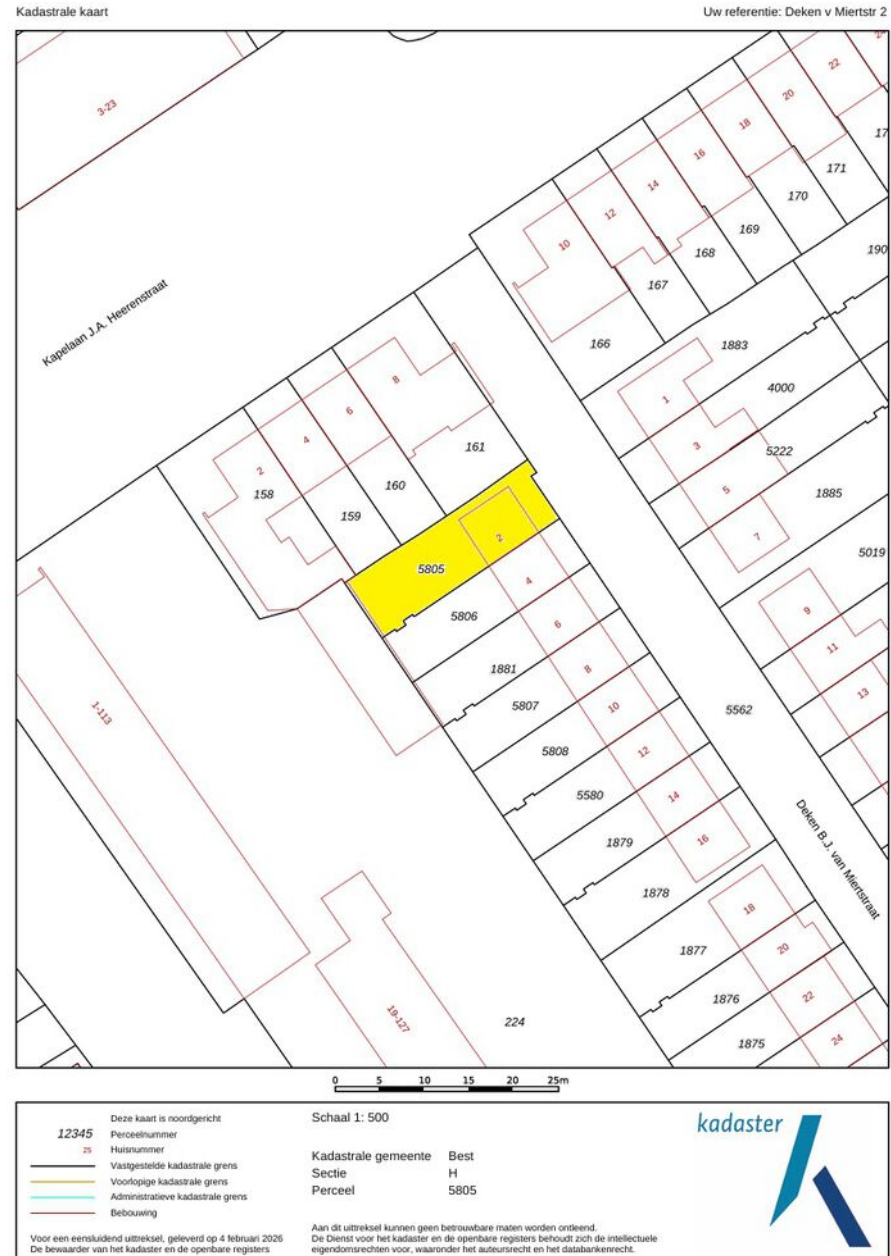 Kadastrale kaart
Uw referentie: Deken v Miertstr 2
3-23
Kapelaan J.A. Heerenstraat
22
20
18
16
14
12
10
171
170
169
168
167
166
190
1883
4000
5222
1885
5019
1
3
5
7
9
11
13
8
6
4
2
161
160
159
158
5805
2
5806
4
1881
6
5807
8
5808
10
5580
12
1879
14
1878
16
5562
Deken B.J. van Miertstraat
1877
18
1876
20
1875
22
24
1-113
19-127
224
0 5 10 15 20 25m
Deze kaart is noordgericht
12345 Perceelnummer
25 Huisnummer
Vastgestelde kadastrale grens
Voorlopige kadastrale grens
Administratieve kadastrale grens
Bebouwing
Voor een eensluidend uittreksel, geleverd op 4 februari 2026
De bewaarder van het kadaster en de openbare registers
Schaal 1: 500
Kadastrale gemeente Best
Sectie H
Perceel 5805
Aan dit uittreksel kunnen geen betrouwbare maten worden ontleend.
De Dienst voor het kadaster en de openbare registers behoudt zich de intellectuele
eigendomsrechten voor, waaronder het auteursrecht en het databankenrecht.
kadaster